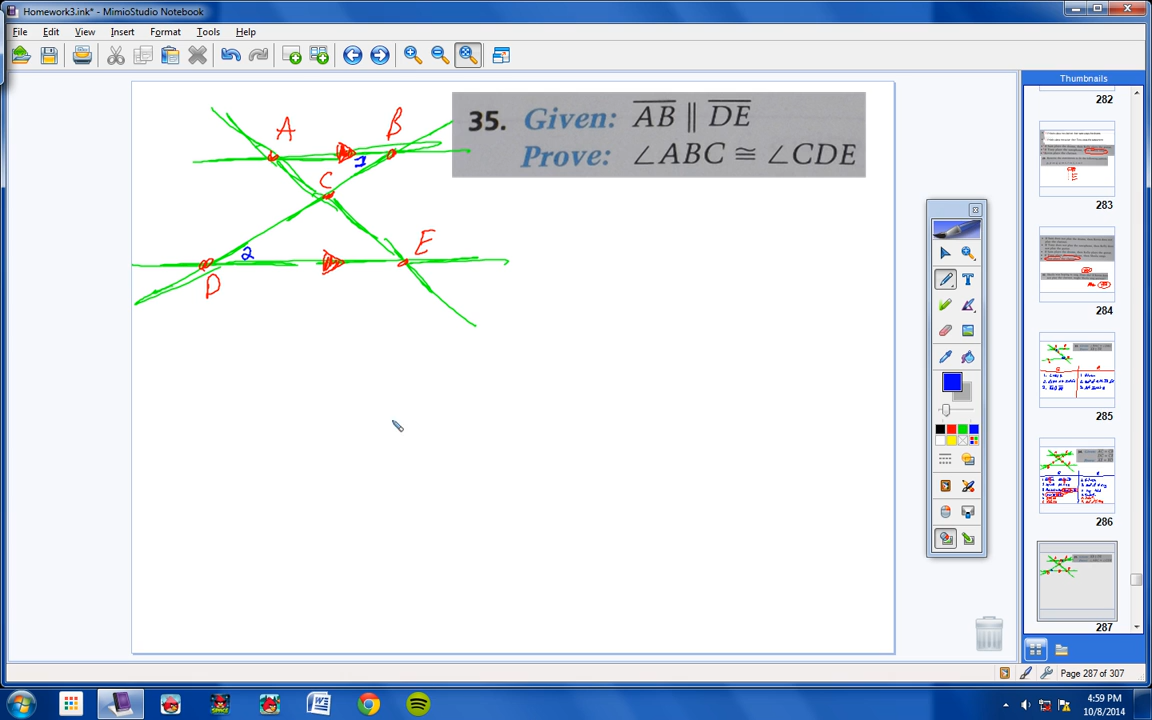 Homework3.ink* - MimioStudio Notebook
File Edit View Insert Format Tools Help
Thumbnails
282
283
284
285
286
287
A
B
1
C
2
D
E
35. Given: AB ∥ DE
Prove: ∠ABC ≅ ∠CDE
T
Page 287 of 307
4:59 PM
10/8/2014